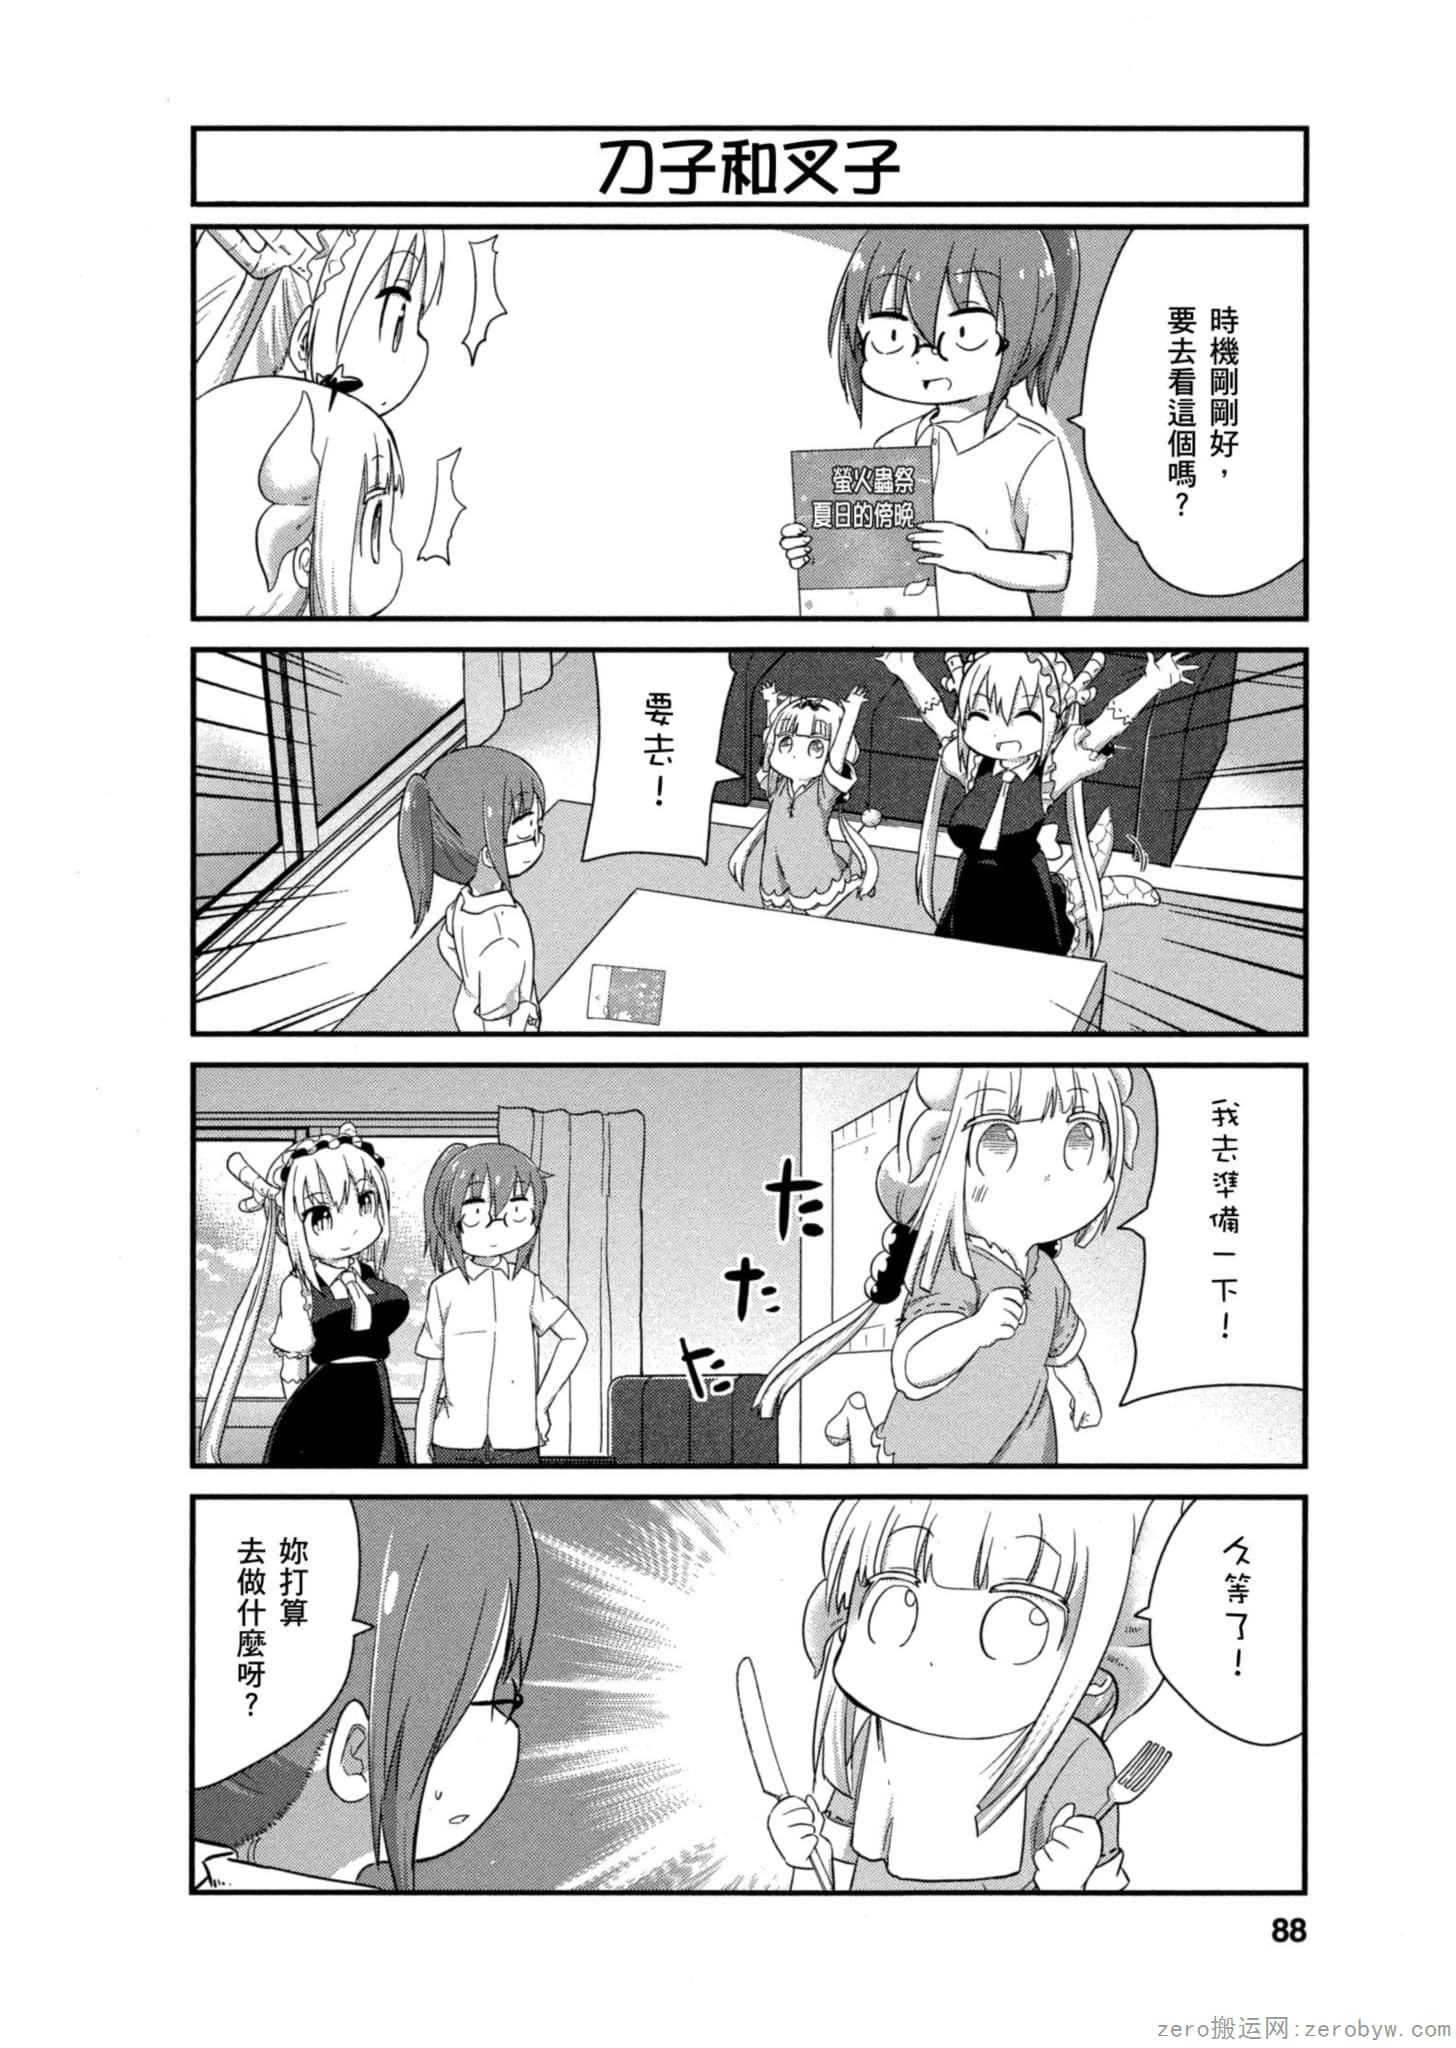 刀子和叉子
時機剛剛好，
要去看這個嗎？
螢火蟲祭
夏日的傍晚
要去！
我去準備一下！
たっ
たっ
たっ
久等了！
妳打算
去做什麼呀？
88
zero搬运网:zerobyw.com